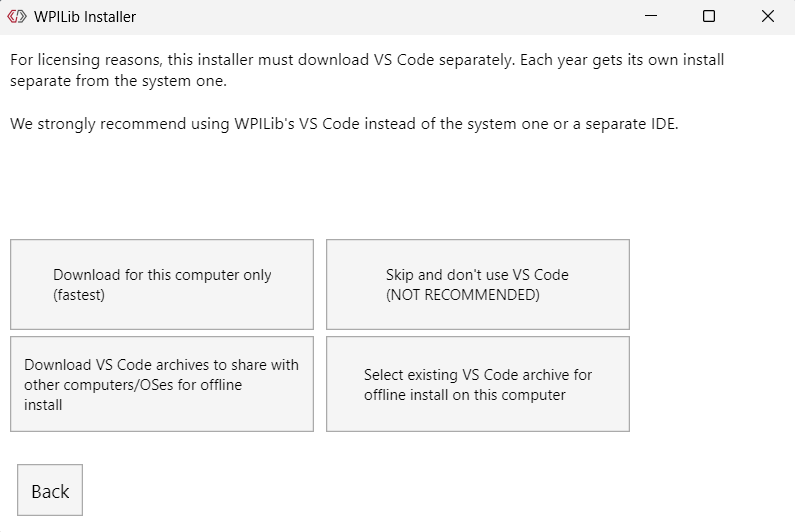 WPILib Installer
For licensing reasons, this installer must download VS Code separately. Each year gets its own install
separate from the system one.
We strongly recommend using WPILib's VS Code instead of the system one or a separate IDE.
Download for this computer only
(fastest)
Skip and don't use VS Code
(NOT RECOMMENDED)
Download VS Code archives to share with
other computers/OSes for offline
install
Select existing VS Code archive for
offline install on this computer
Back